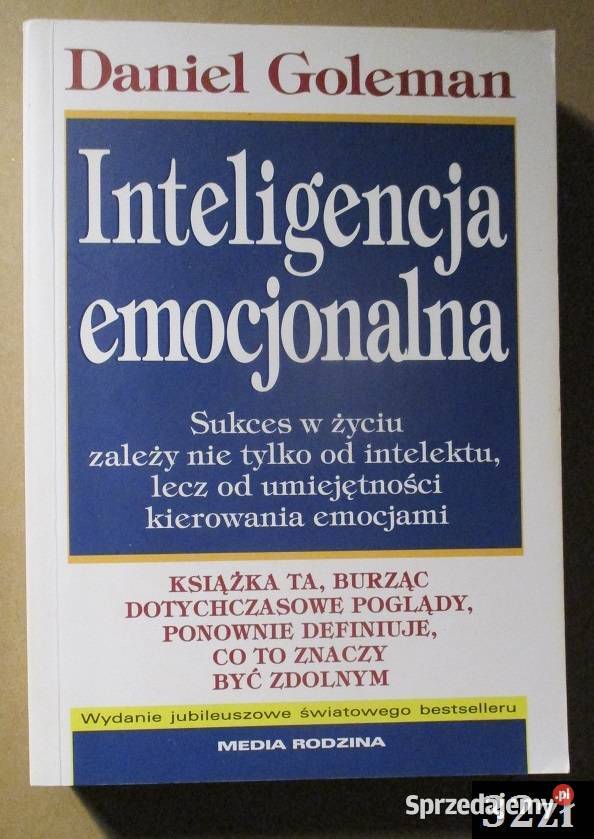 Daniel Goleman
Inteligencja
emocjonalna
Sukces w życiu
zależy nie tylko od intelektu,
lecz od umiejętności
kierowania emocjami
KSIĄŻKA TA, BURZĄC
DOTYCHCZASOWE POGLĄDY,
PONOWNIE DEFINIUJE,
CO TO ZNACZY
BYĆ ZDOLNYM
Wydanie jubileuszowe światowego bestselleru
MEDIA RODZINA
Sprzedajemy.pl
32zł